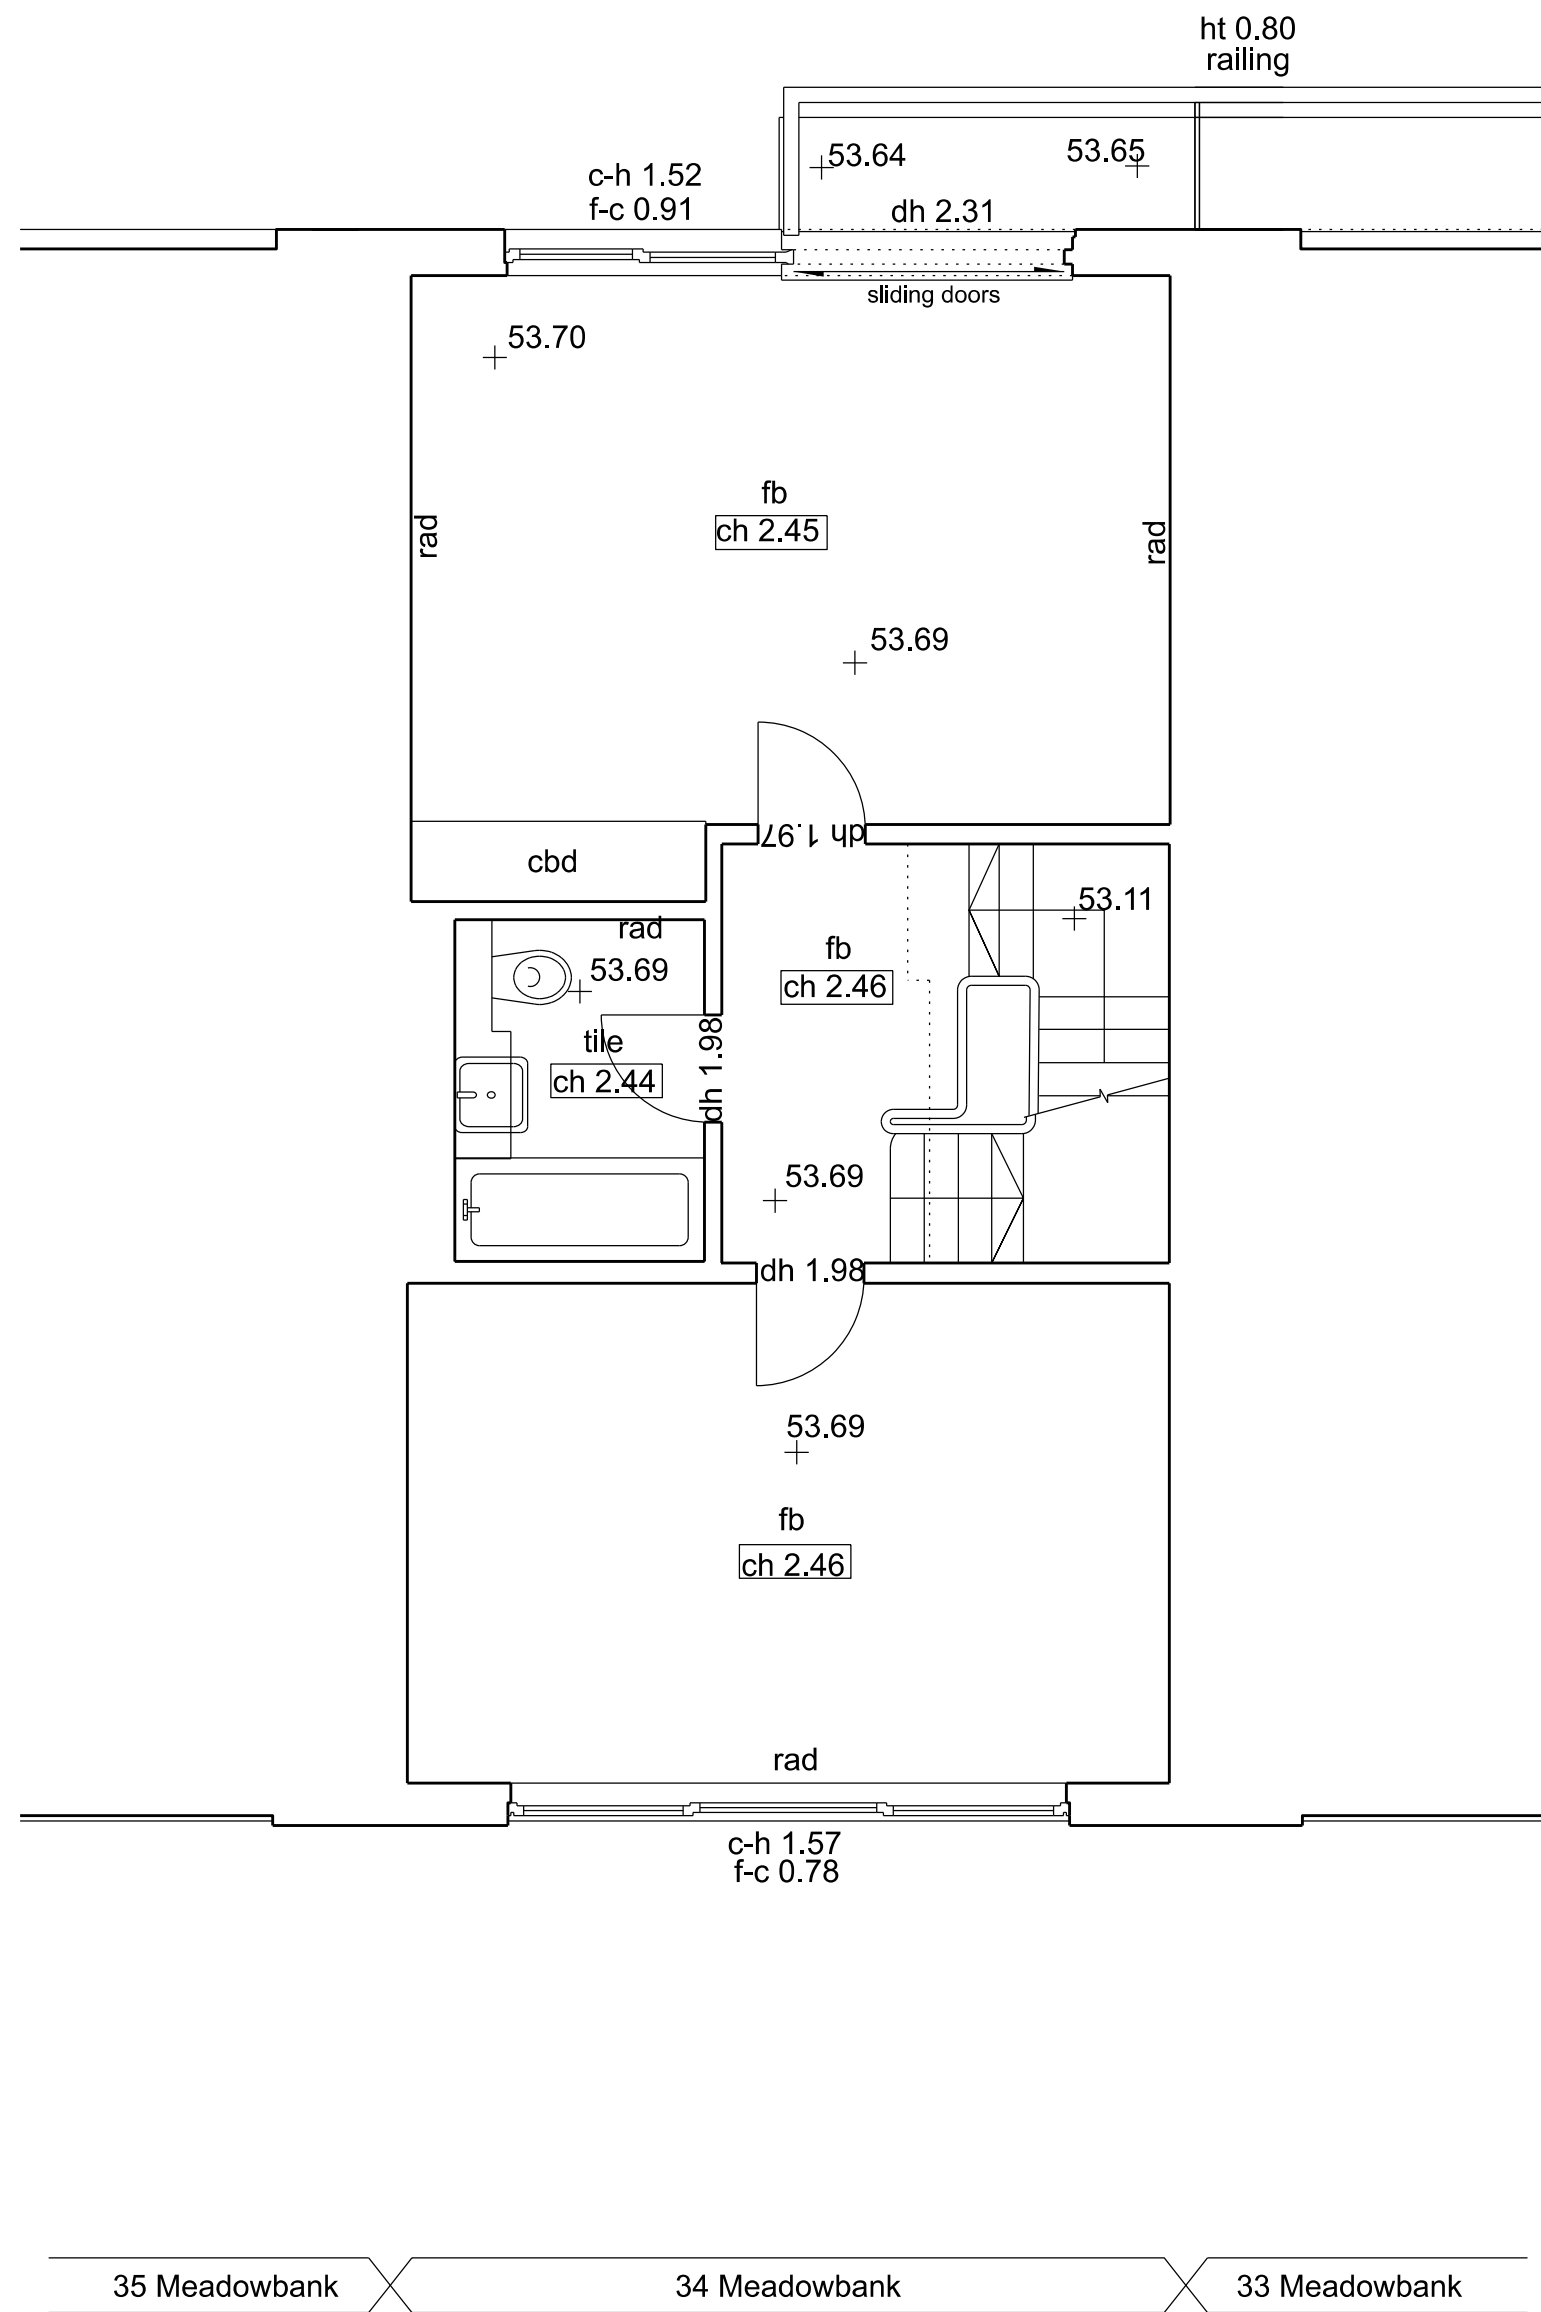 ht 0.80
railing
53.64
53.65
c-h 1.52
f-c 0.91
dh 2.31
sliding doors
53.70
fb
ch 2.45
rad
rad
53.69
dh 1.97
cbd
53.11
rad
fb
53.69
ch 2.46
tile
dh 1.98
ch 2.44
53.69
dh 1.98
53.69
fb
ch 2.46
rad
c-h 1.57
f-c 0.78
35 Meadowbank
34 Meadowbank
33 Meadowbank